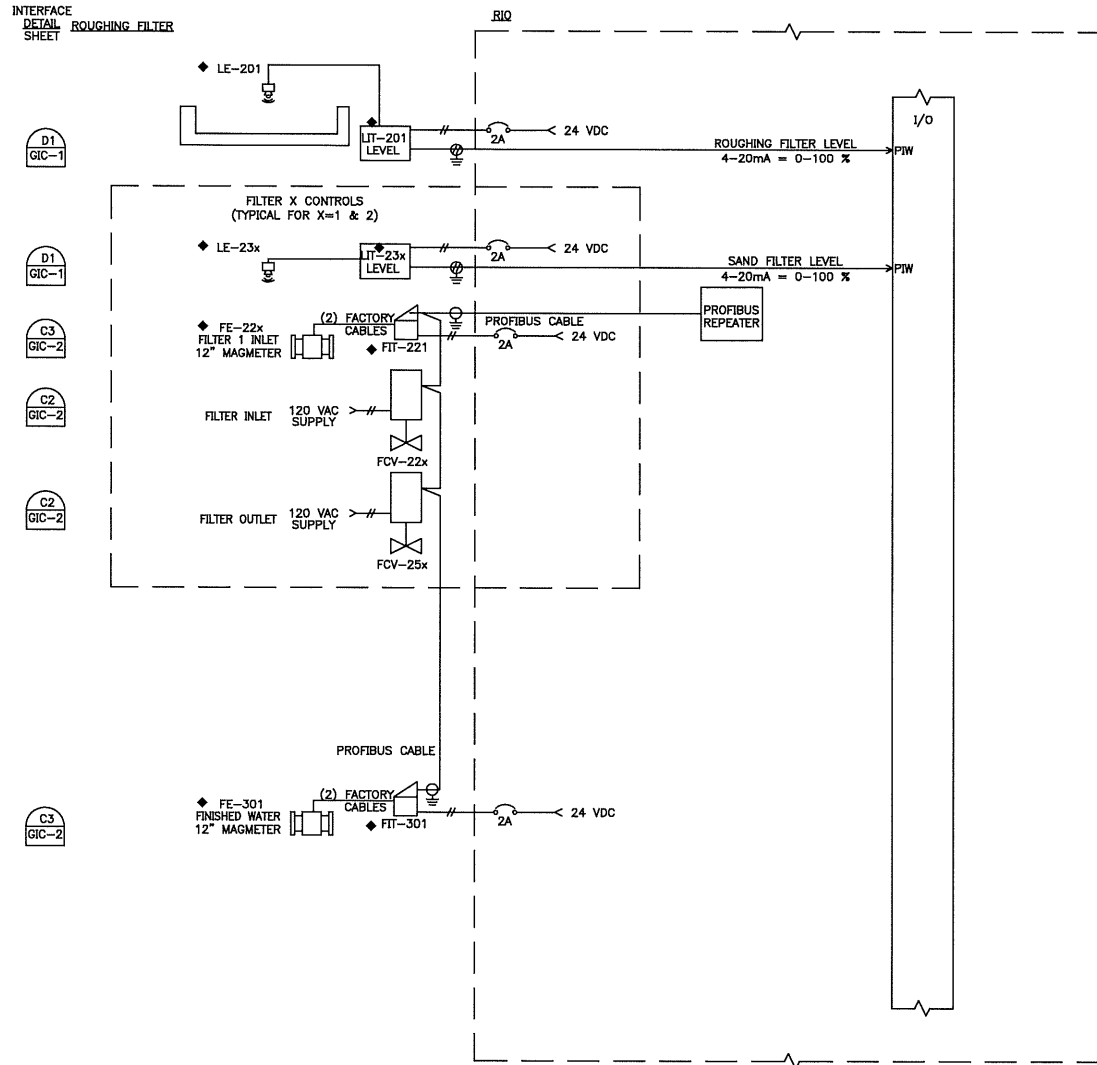 INTERFACE
DETAIL
SHEET
ROUGHING FILTER
RIO
LE-201
D1
GIC-1
LIT-201
LEVEL
2A
24 VDC
I/O
ROUGHING FILTER LEVEL
4-20mA = 0-100 %
PIW
FILTER X CONTROLS
(TYPICAL FOR X=1 & 2)
D1
GIC-1
LE-23x
LIT-23x
LEVEL
2A
24 VDC
SAND FILTER LEVEL
4-20mA = 0-100 %
PIW
C3
GIC-2
FE-22x
FILTER 1 INLET
12" MAGMETER
(2) FACTORY
CABLES
FIT-221
PROFIBUS CABLE
2A
24 VDC
PROFIBUS
REPEATER
C2
GIC-2
FILTER INLET
120 VAC
SUPPLY
FCV-22x
C2
GIC-2
FILTER OUTLET
120 VAC
SUPPLY
FCV-25x
PROFIBUS CABLE
C3
GIC-2
FE-301
FINISHED WATER
12" MAGMETER
(2) FACTORY
CABLES
FIT-301
2A
24 VDC